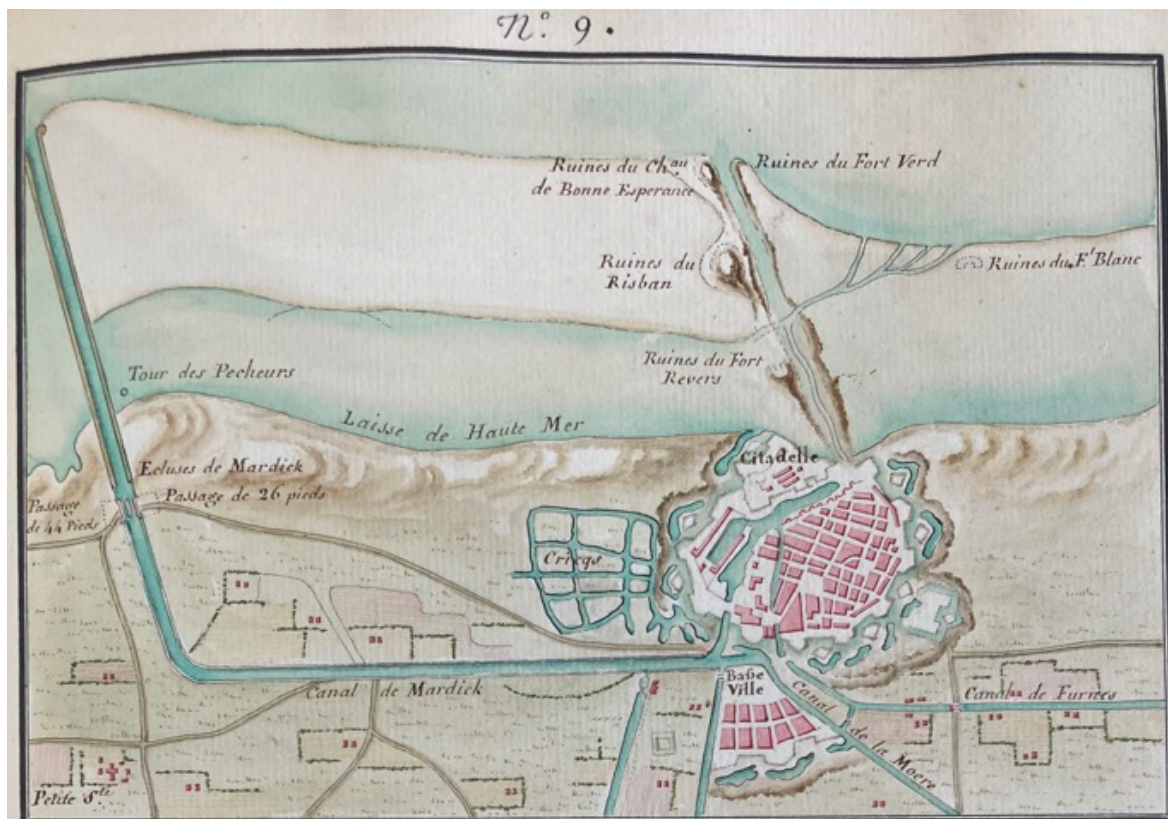 N.o 9.
Ruines du Ch.au
de Bonne Esperance
Ruines du Fort Verd
Ruines du
Risban
Ruines du F.t Blanc
Ruines du Fort
Revers
Tour des Pecheurs
Laisse de Haute Mer
Citadelle
Ecluses de Mardick
Passage de 26 pieds
Passage
de 44 Pieds
Cricqs
Canal de Mardick
Basse
Ville
Canal de la Moere
Canal de Furnes
Petite S.te